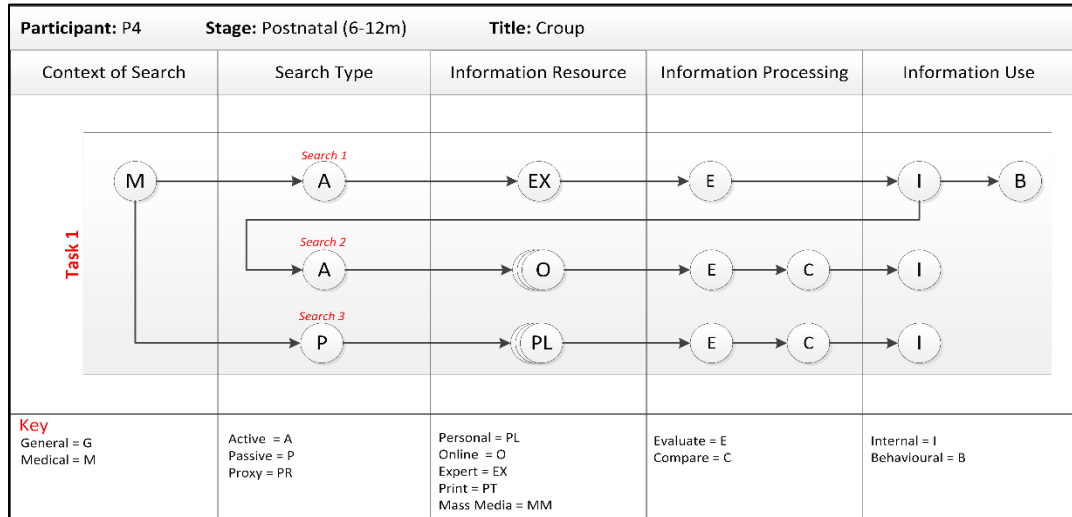 Participant: P4 Stage: Postnatal (6-12m) Title: Croup
Context of Search Search Type Information Resource Information Processing Information Use
Task 1
Search 1
M A EX E I B
Search 2
A O E C I
Search 3
P PL E C I
Key
General = G
Medical = M
Active = A
Passive = P
Proxy = PR
Personal = PL
Online = O
Expert = EX
Print = PT
Mass Media = MM
Evaluate = E
Compare = C
Internal = I
Behavioural = B